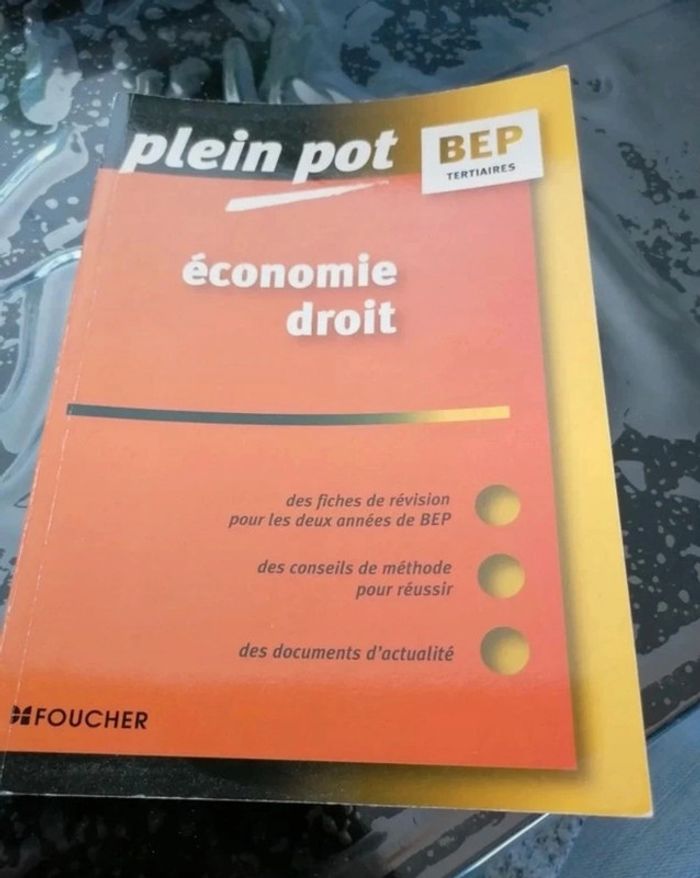 plein pot
BEP
TERTIAIRES
économie
droit
des fiches de révision
pour les deux années de BEP
des conseils de méthode
pour réussir
des documents d'actualité
FOUCHER